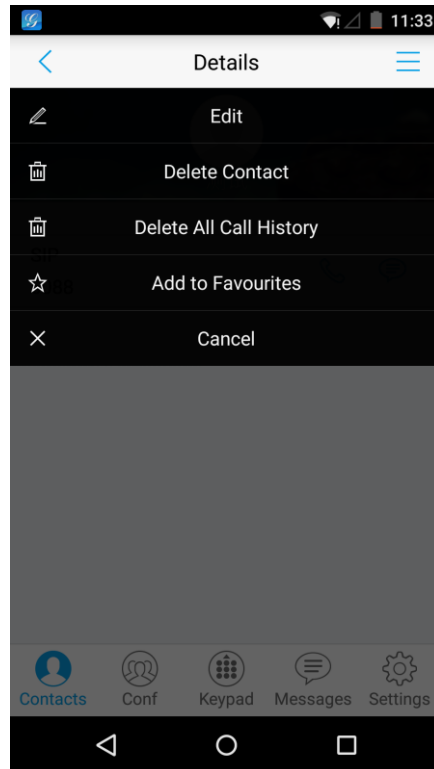 11:33
Details
Edit
Delete Contact
Delete All Call History
Add to Favourites
Cancel
Contacts Conf Keypad Messages Settings